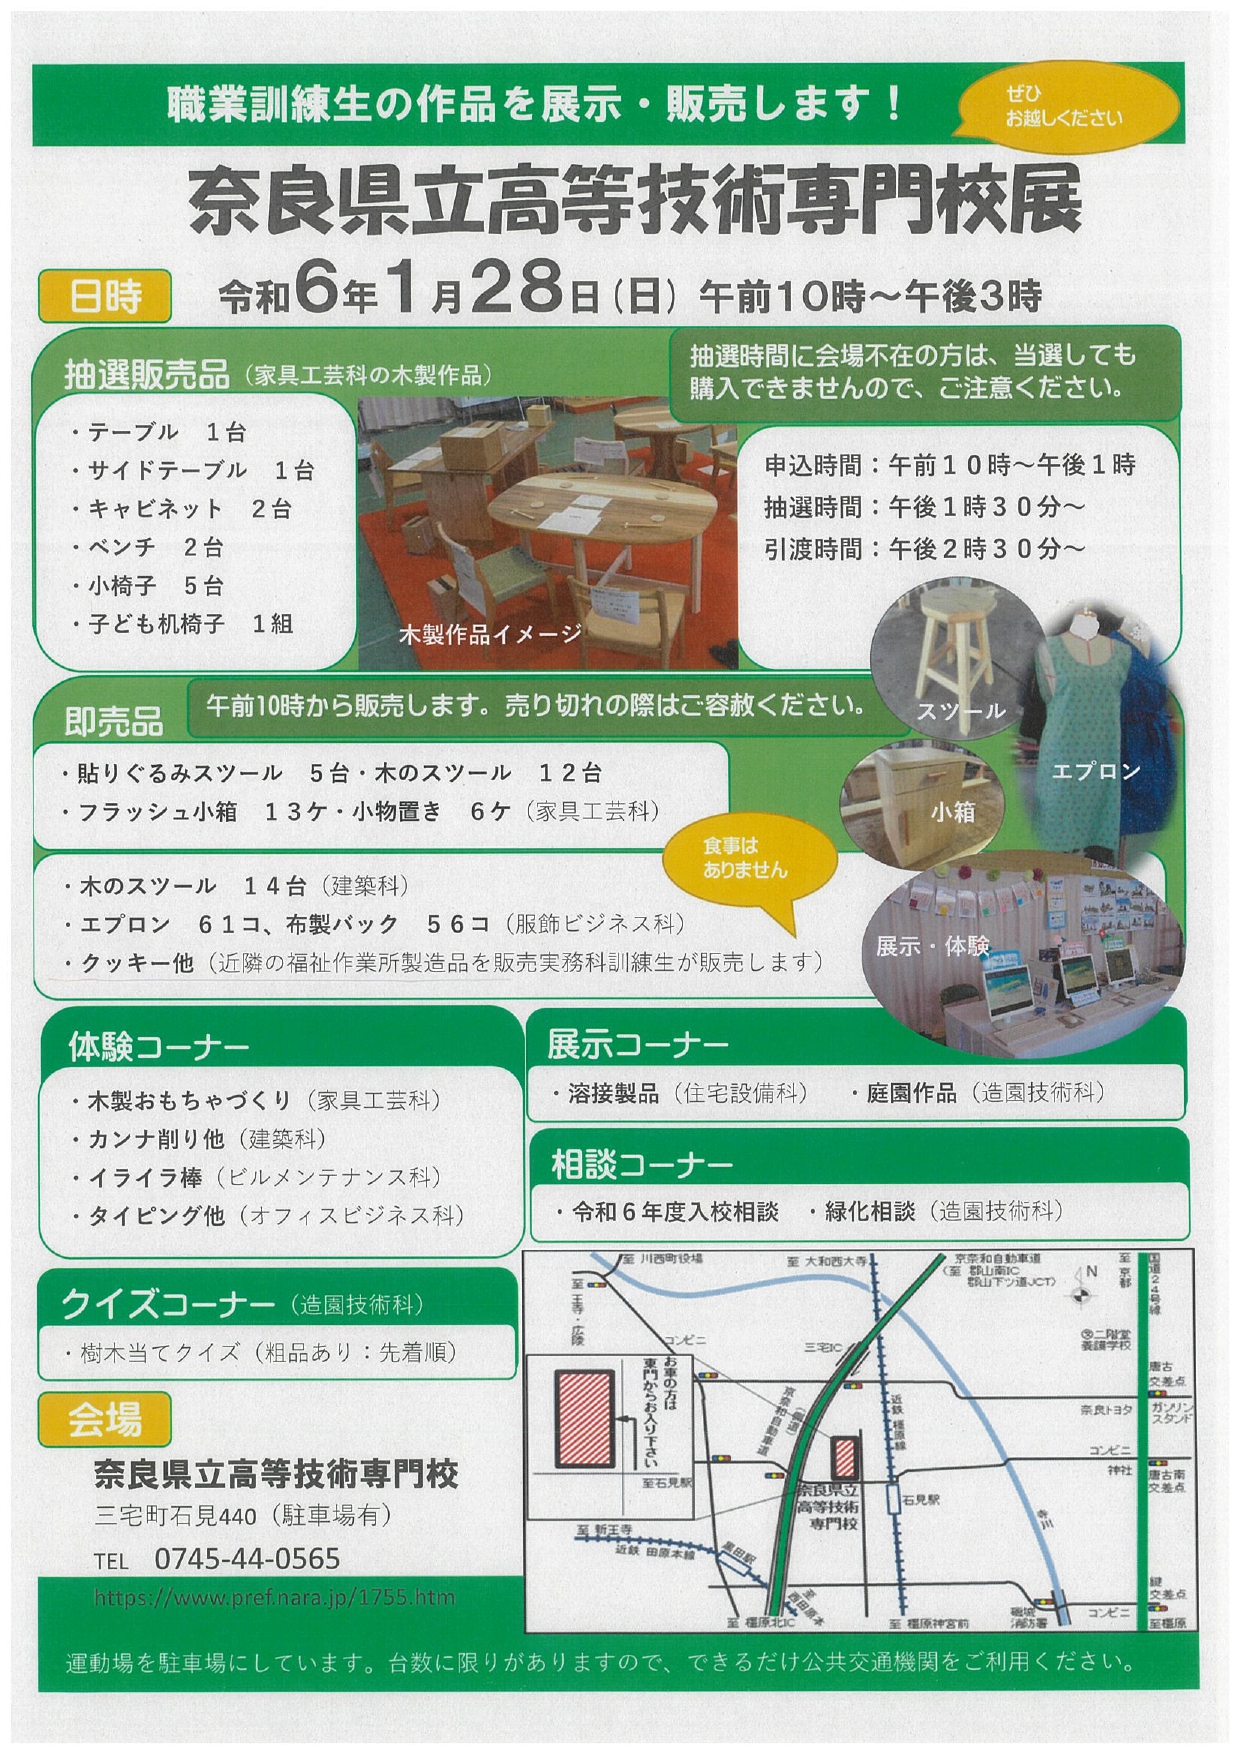 職業訓練生の作品を展示・販売します！
ぜひ
お越しください
奈良県立高等技術専門校展
日時
令和6年1月28日（日）午前10時～午後3時
抽選販売品（家具工芸科の木製作品）
抽選時間に会場不在の方は、当選しても
購入できませんので、ご注意ください。
・テーブル　1台
・サイドテーブル　1台
・キャビネット　2台
・ベンチ　2台
・小椅子　5台
・子ども机椅子　1組
木製作品イメージ
申込時間：午前１０時～午後１時
抽選時間：午後１時３０分～
引渡時間：午後２時３０分～
スツール
エプロン
小箱
即売品
午前10時から販売します。売り切れの際はご容赦ください。
・貼りぐるみスツール　５台・木のスツール　１２台
・フラッシュ小箱　１３ケ・小物置き　６ケ（家具工芸科）
食事は
ありません
・木のスツール　１４台（建築科）
・エプロン　６１コ、布製バック　５６コ（服飾ビジネス科）
・クッキー他（近隣の福祉作業所製造品を販売実務科訓練生が販売します）
展示・体験
体験コーナー
・木製おもちゃづくり（家具工芸科）
・カンナ削り他（建築科）
・イライラ棒（ビルメンテナンス科）
・タイピング他（オフィスビジネス科）
展示コーナー
・溶接製品（住宅設備科）　・庭園作品（造園技術科）
相談コーナー
・令和６年度入校相談　・緑化相談（造園技術科）
クイズコーナー（造園技術科）
・樹木当てクイズ（粗品あり：先着順）
会場
奈良県立高等技術専門校
三宅町石見440（駐車場有）
TEL　0745-44-0565
https://www.pref.nara.jp/1755.htm
至 川西町役場
至 大和西大寺
京奈和自動車道
（至 郡山南IC
郡山下ツ道JCT）
至 京都
国道24号線
N
至 王寺・広陵
コンビニ
三宅IC
㊫二階堂
養護学校
唐古
交差点
お車の方は
東門からお入り下さい
至石見駅
京奈和自動車道
（側道）
近鉄 橿原線
奈良トヨタ
ガソリン
スタンド
コンビニ
神社
唐古南
交差点
奈良県立
高等技術
専門校
石見駅
寺川
至 新王寺
近鉄 田原本線
黒田駅
至 西田原本
鍵
交差点
至 橿原北IC
至 橿原神宮前
磯城
消防署
コンビニ
至橿原
運動場を駐車場にしています。台数に限りがありますので、できるだけ公共交通機関をご利用ください。